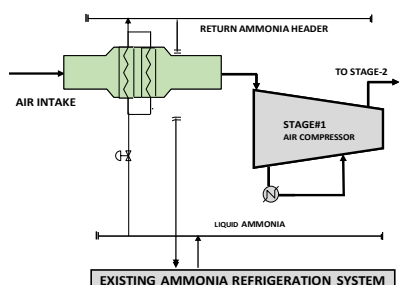 RETURN AMMONIA HEADER
TO STAGE-2
AIR INTAKE
STAGE#1
AIR COMPRESSOR
N
LIQUID AMMONIA
EXISTING AMMONIA REFRIGERATION SYSTEM